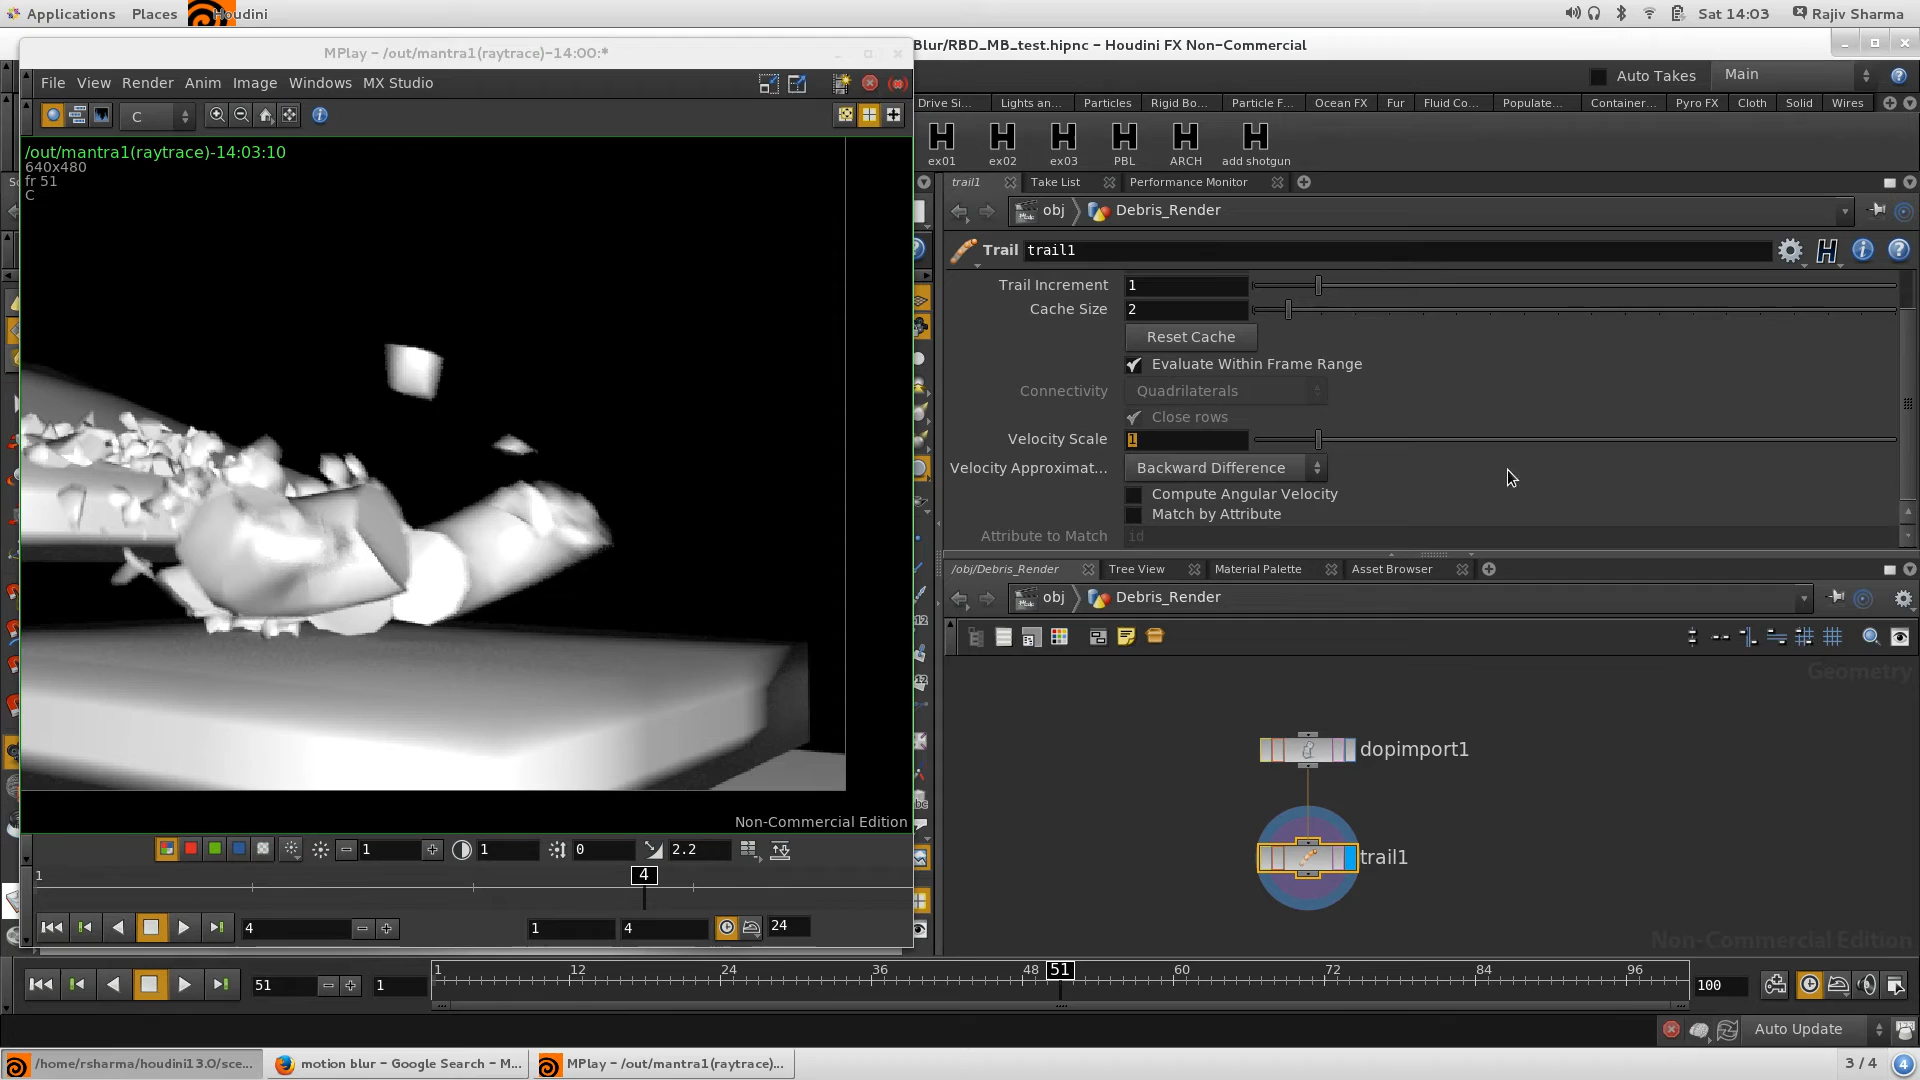 Applications Places Houdini Sat 14:03 Rajiv Sharma
MPlay - /out/mantra1(raytrace)-14:00:*
Blur/RBD_MB_test.hipnc - Houdini FX Non-Commercial
File View Render Anim Image Windows MX Studio
Auto Takes Main
Drive Si... Lights an... Particles Rigid Bo... Particle F... Ocean FX Fur Fluid Co... Populate... Container... Pyro FX Cloth Solid Wires
C
ex01 ex02 ex03 PBL ARCH add shotgun
/out/mantra1(raytrace)-14:03:10
640x480
fr 51
C
trail1 Take List Performance Monitor
obj Debris_Render
Trail trail1
Trail Increment 1
Cache Size 2
Reset Cache
Evaluate Within Frame Range
Connectivity Quadrilaterals
Close rows
Velocity Scale 1
Velocity Approximat... Backward Difference
Compute Angular Velocity
Match by Attribute
Attribute to Match id
/obj/Debris_Render Tree View Material Palette Asset Browser
obj Debris_Render
Geometry
dopimport1
trail1
Non-Commercial Edition
Non-Commercial Edition
1 1 0 2.2
1 4
4 1 4 24
51 1 1 12 24 36 48 51 60 72 84 96 100
Auto Update
/home/rsharma/houdini13.0/sce... motion blur - Google Search - M... MPlay - /out/mantra1(raytrace)... 3 / 4 4